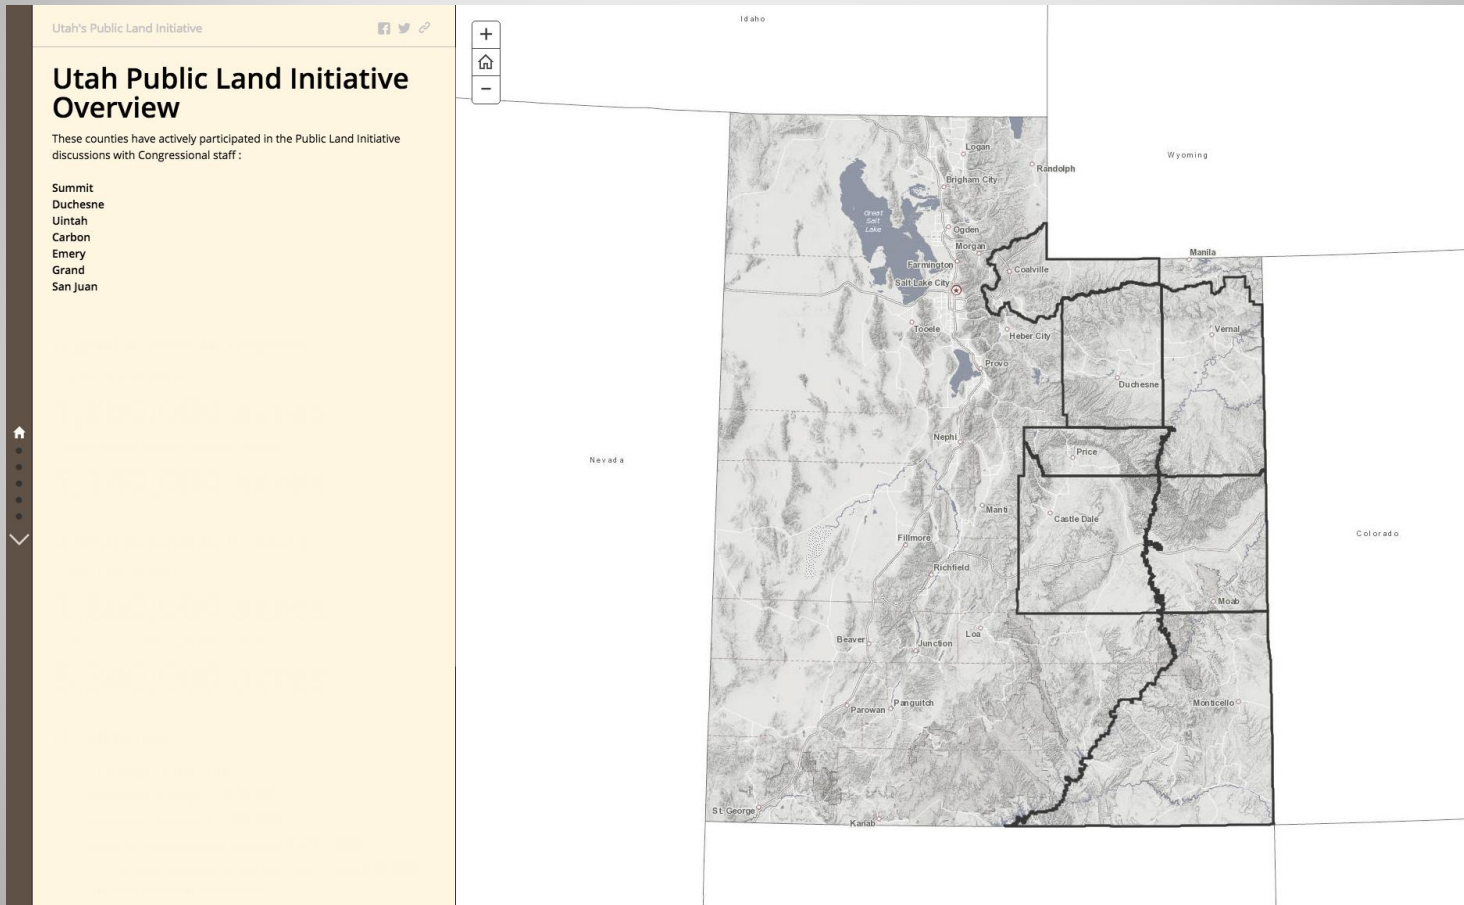 Utah's Public Land Initiative
Utah Public Land Initiative
Overview
These counties have actively participated in the Public Land Initiative
discussions with Congressional staff :
Summit
Duchesne
Uintah
Carbon
Emery
Grand
San Juan
+
−
Idaho
Wyoming
Nevada
Colorado
Logan
Randolph
Brigham City
Great
Salt
Lake
Ogden
Morgan
Manila
Farmington
Coalville
Salt Lake City
Tooele
Heber City
Vernal
Provo
Duchesne
Nephi
Price
Manti
Castle Dale
Fillmore
Richfield
Moab
Loa
Beaver
Junction
Panguitch
Parowan
Monticello
St. George
Kanab